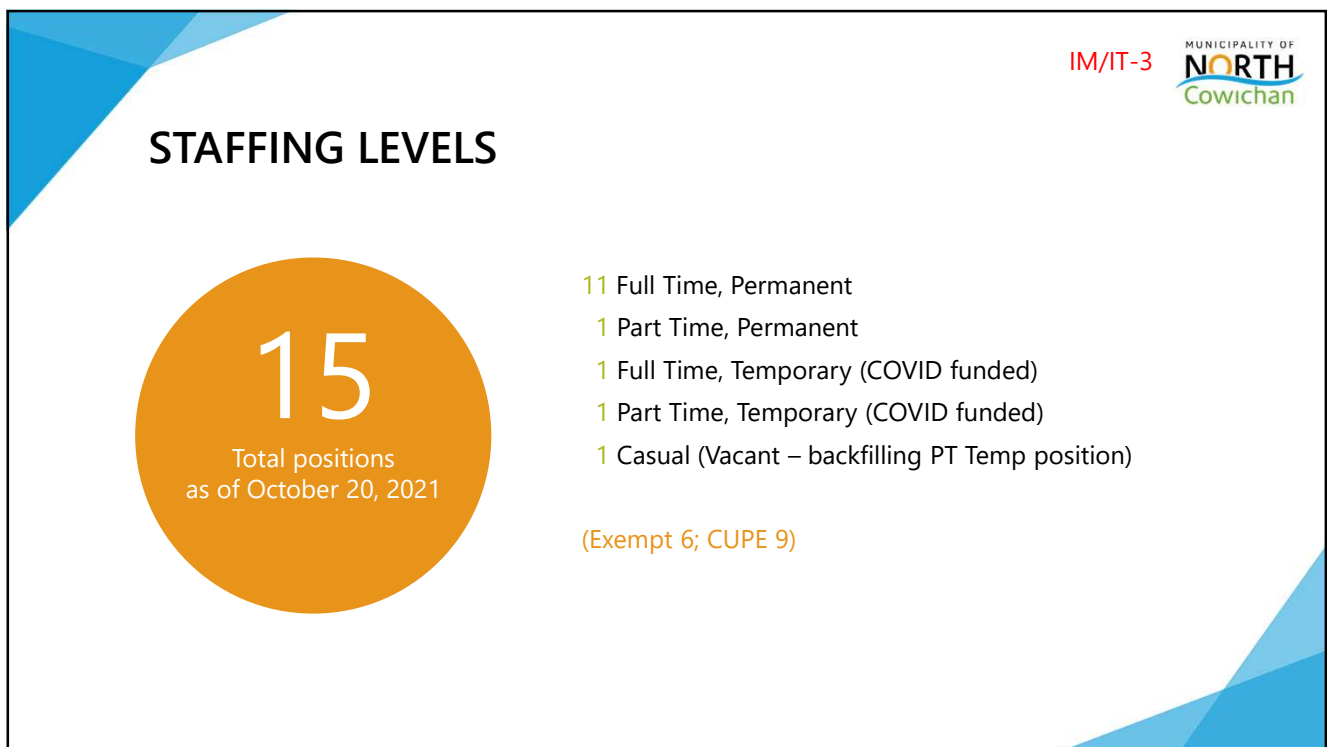 IM/IT-3
MUNICIPALITY OF
NORTH
Cowichan
STAFFING LEVELS
15
Total positions
as of October 20, 2021
11 Full Time, Permanent
1 Part Time, Permanent
1 Full Time, Temporary (COVID funded)
1 Part Time, Temporary (COVID funded)
1 Casual (Vacant – backfilling PT Temp position)
(Exempt 6; CUPE 9)